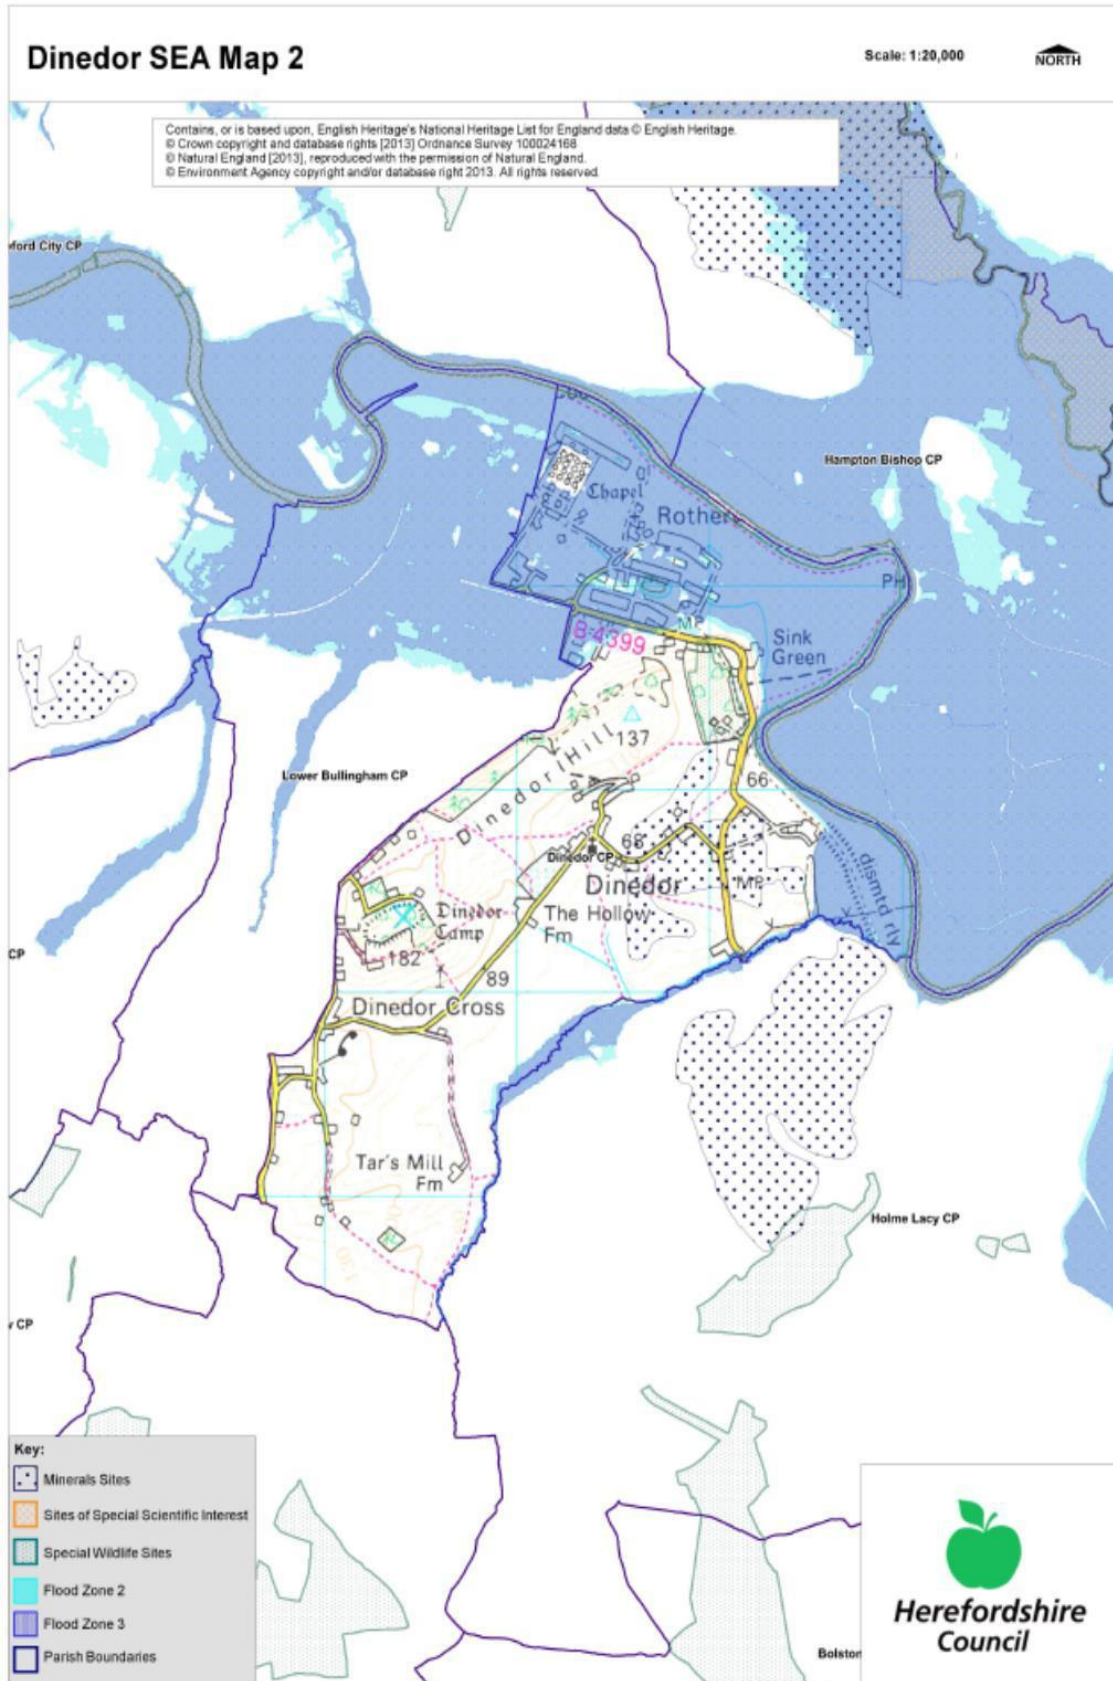 Dinedor SEA Map 2
Scale: 1:20,000
NORTH
Contains, or is based upon, English Heritage's National Heritage List for England data © English Heritage.
© Crown copyright and database rights [2013] Ordnance Survey 100024168
© Natural England [2013], reproduced with the permission of Natural England.
© Environment Agency copyright and/or database right 2013. All rights reserved.
ford City CP
Hampton Bishop CP
Chapel
Rother
PH
MP
B 4399
Sink
Green
137
Lower Bullingham CP
Dinedor Hill
66
68
Dinedor CP
Dinedor
MP
dismtd rly
The Hollow
Fm
Dinedor
Camp
182
CP
89
Dinedor Cross
Tar's Mill
Fm
130
Holme Lacy CP
CP
Key:
Minerals Sites
Sites of Special Scientific Interest
Special Wildlife Sites
Flood Zone 2
Flood Zone 3
Parish Boundaries
Bolston
Herefordshire
Council